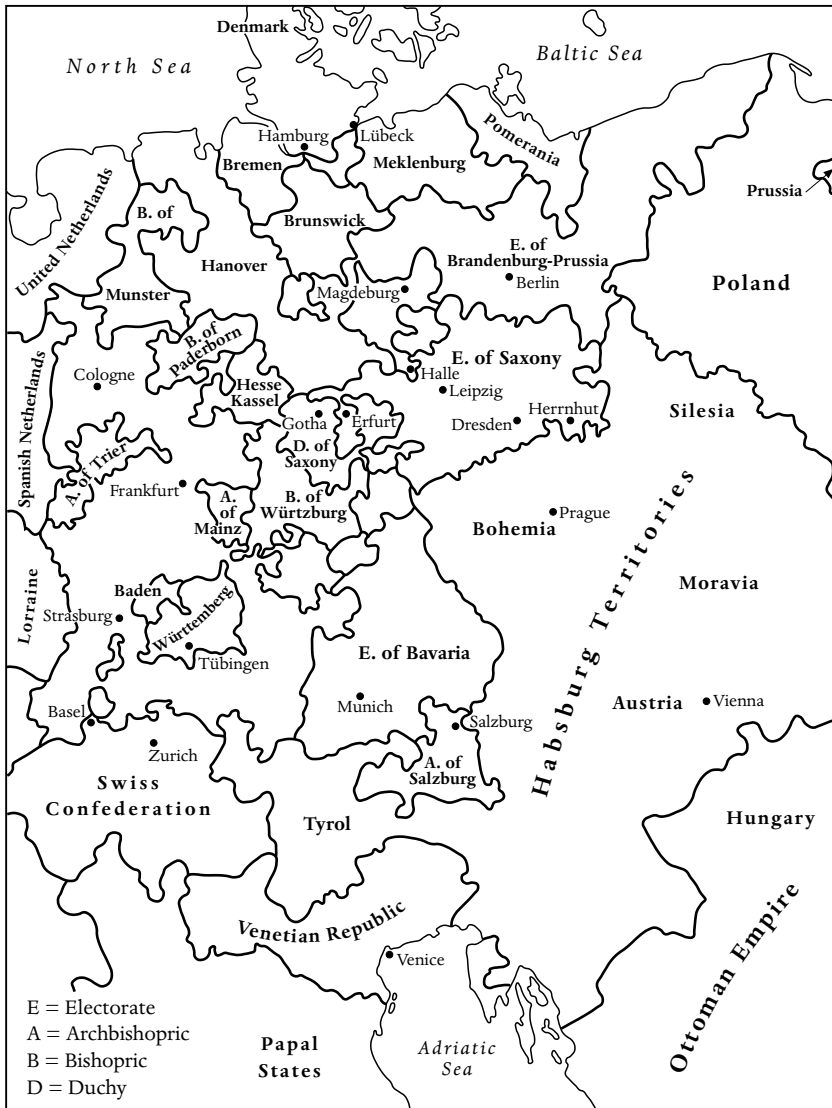 Denmark
North Sea
Baltic Sea
Hamburg
Lübeck
Bremen
Meklenburg
Pomerania
Prussia
United Netherlands
B. of
Munster
Brunswick
Hanover
E. of
Brandenburg-Prussia
Berlin
Magdeburg
Poland
Spanish Netherlands
Cologne
B. of
Paderborn
Hesse
Kassel
E. of Saxony
Halle
Leipzig
Gotha
Erfurt
Dresden
Herrnhut
Silesia
A. of Trier
D. of
Saxony
Frankfurt
A.
of
Mainz
B. of
Würtzburg
Bohemia
Prague
Habsburg Territories
Lorraine
Baden
Strasburg
Württemberg
Tübingen
Moravia
E. of Bavaria
Munich
Austria
Vienna
Basel
Zurich
Salzburg
A. of
Salzburg
Swiss
Confederation
Tyrol
Hungary
Venetian Republic
Venice
Ottoman Empire
E = Electorate
A = Archbishopric
B = Bishopric
D = Duchy
Papal
States
Adriatic
Sea